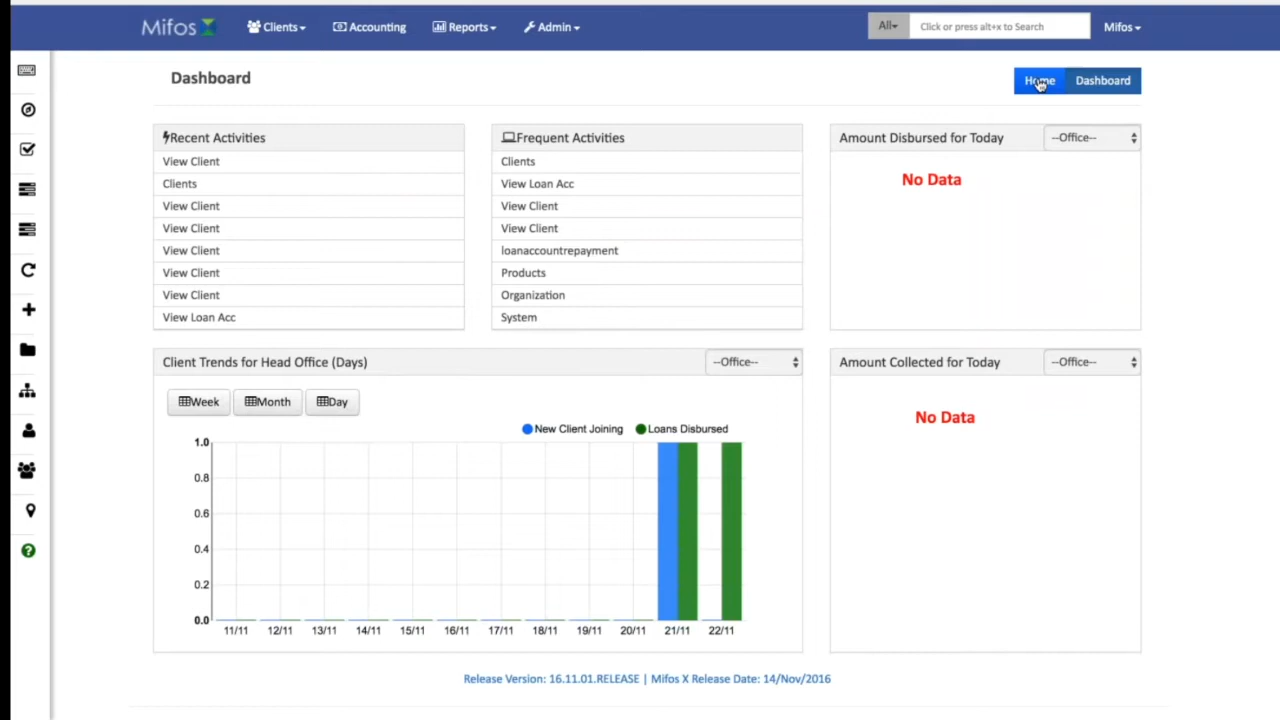 Mifos Clients Accounting Reports Admin All Click or press alt+x to Search Mifos
Dashboard Home Dashboard
Recent Activities
View Client
Clients
View Client
View Client
View Client
View Client
View Client
View Loan Acc
Frequent Activities
Clients
View Loan Acc
View Client
View Client
loanaccountrepayment
Products
Organization
System
Amount Disbursed for Today --Office--
No Data
Client Trends for Head Office (Days) --Office--
Week Month Day
New Client Joining Loans Disbursed
1.0
0.8
0.6
0.4
0.2
0.0
11/11 12/11 13/11 14/11 15/11 16/11 17/11 18/11 19/11 20/11 21/11 22/11
Amount Collected for Today --Office--
No Data
Release Version: 16.11.01.RELEASE | Mifos X Release Date: 14/Nov/2016